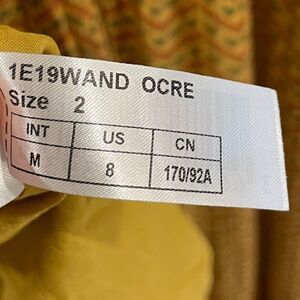 1E19WAND OCRE
Size 2
INT US CN
M 8 170/92A